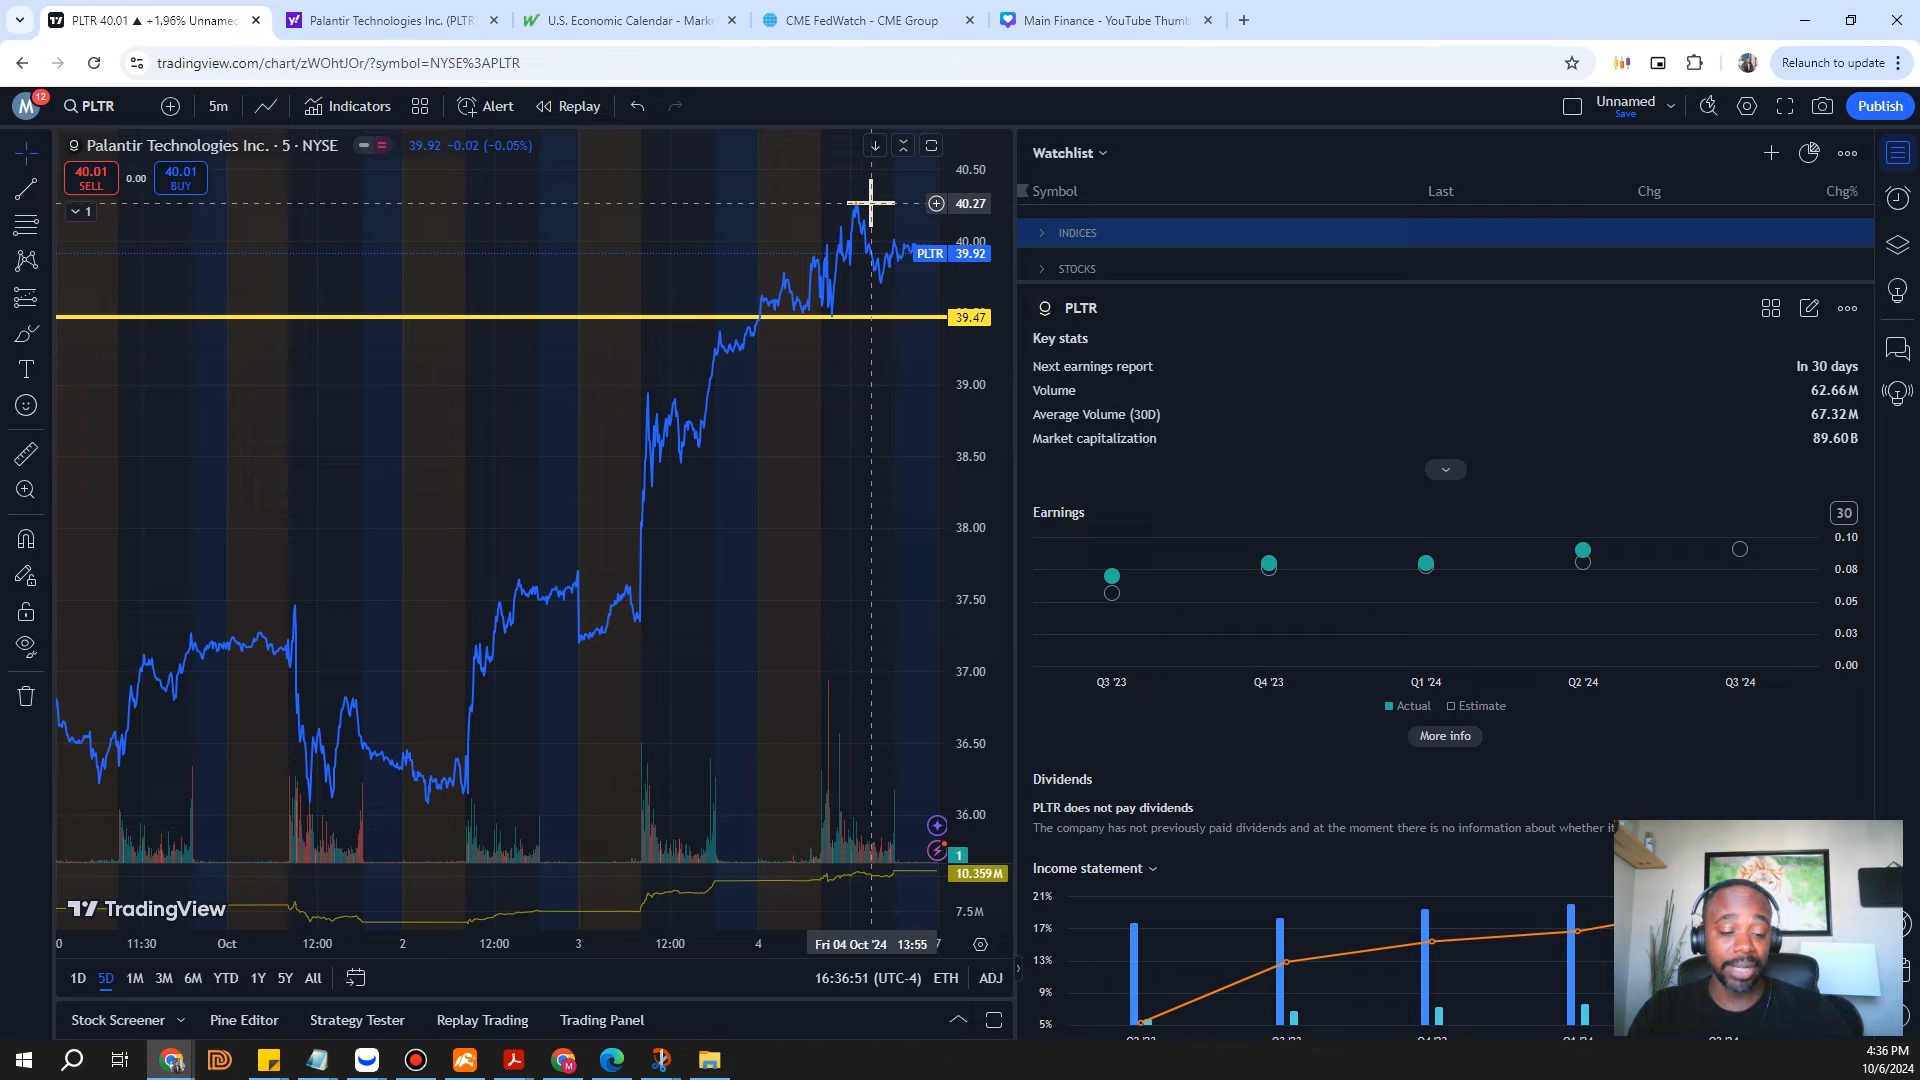 PLTR 40.01 ▲ +1.96% Unnamed
Palantir Technologies Inc. (PLTR)
U.S. Economic Calendar - Marke
CME FedWatch - CME Group
Main Finance - YouTube Thumb
tradingview.com/chart/zWOhtJOr/?symbol=NYSE%3APLTR
Relaunch to update
M
12
PLTR
5m
Indicators
Alert
Replay
Unnamed
Save
Publish
Palantir Technologies Inc. · 5 · NYSE
39.92 −0.02 (−0.05%)
40.01
SELL
0.00
40.01
BUY
1
40.50
40.27
40.00
PLTR 39.92
39.47
39.00
38.50
38.00
37.50
37.00
36.50
36.00
1
10.359M
7.5M
TradingView
0
11:30
Oct
12:00
2
12:00
3
12:00
4
Fri 04 Oct '24 13:55
7
1D 5D 1M 3M 6M YTD 1Y 5Y All
16:36:51 (UTC-4)
ETH
ADJ
Stock Screener
Pine Editor
Strategy Tester
Replay Trading
Trading Panel
Watchlist
Symbol
Last
Chg
Chg%
INDICES
STOCKS
PLTR
Key stats
Next earnings report
In 30 days
Volume
62.66M
Average Volume (30D)
67.32M
Market capitalization
89.60B
Earnings
30
0.10
0.08
0.05
0.03
0.00
Q3 '23
Q4 '23
Q1 '24
Q2 '24
Q3 '24
Actual
Estimate
More info
Dividends
PLTR does not pay dividends
The company has not previously paid dividends and at the moment there is no information about whether it
Income statement
21%
17%
13%
9%
5%
4:36 PM
10/6/2024